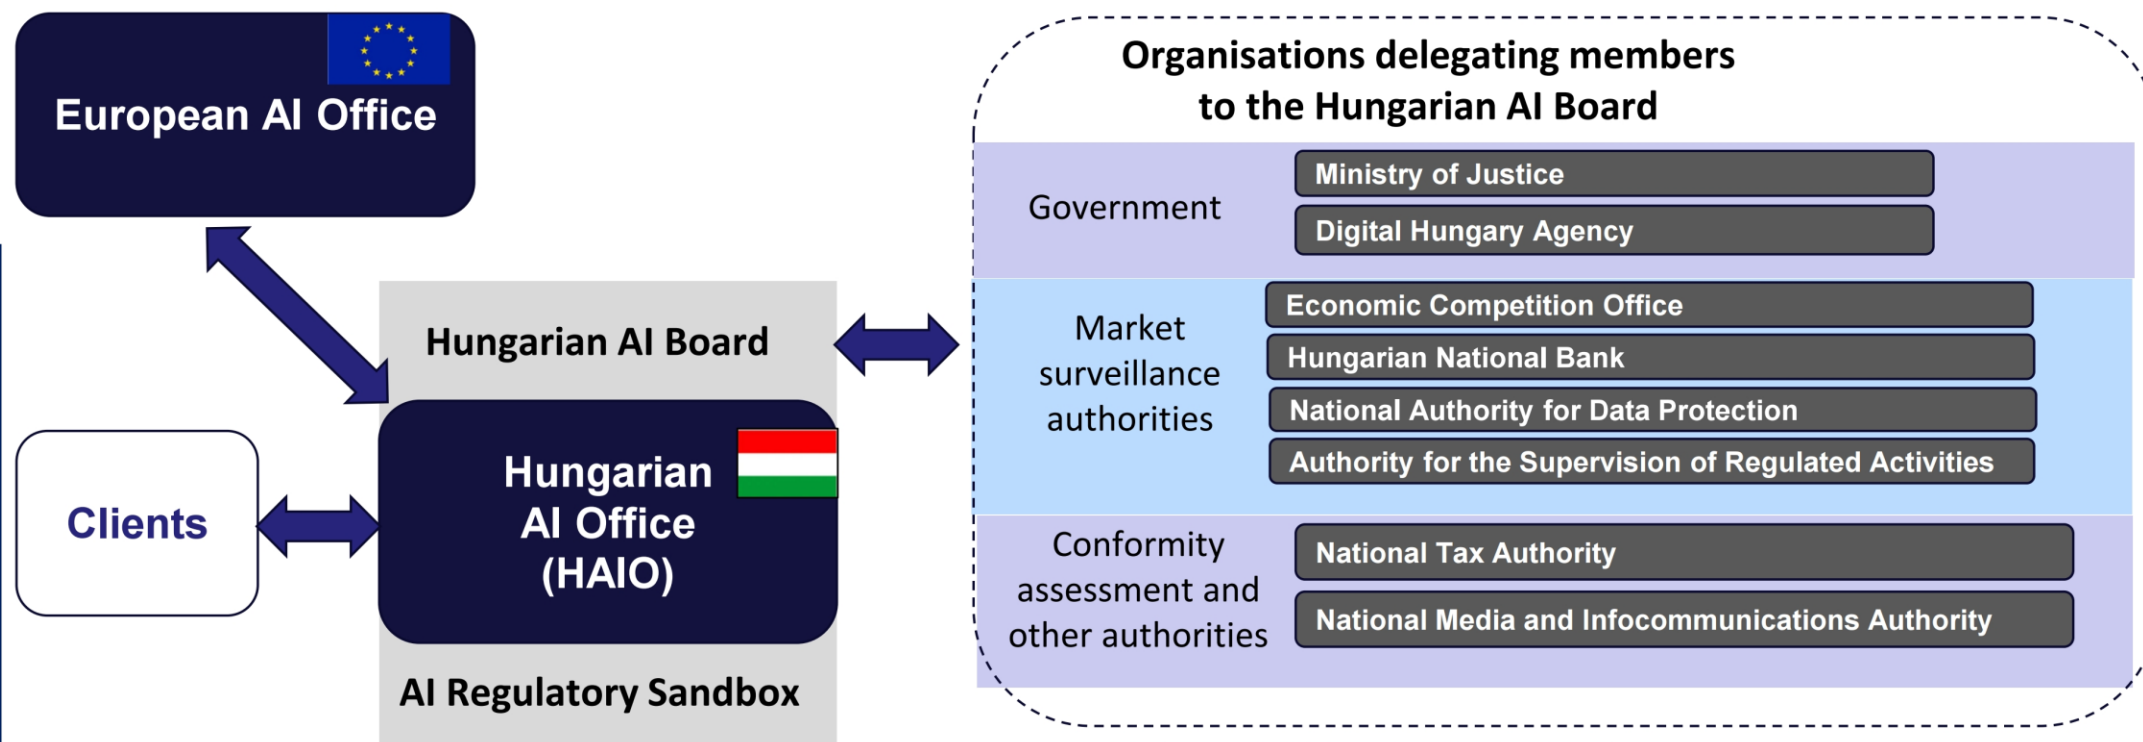 European AI Office
Hungarian AI Board
Hungarian
AI Office
(HAIO)
Clients
AI Regulatory Sandbox
Organisations delegating members
to the Hungarian AI Board
Government
Ministry of Justice
Digital Hungary Agency
Market
surveillance
authorities
Economic Competition Office
Hungarian National Bank
National Authority for Data Protection
Authority for the Supervision of Regulated Activities
Conformity
assessment and
other authorities
National Tax Authority
National Media and Infocommunications Authority